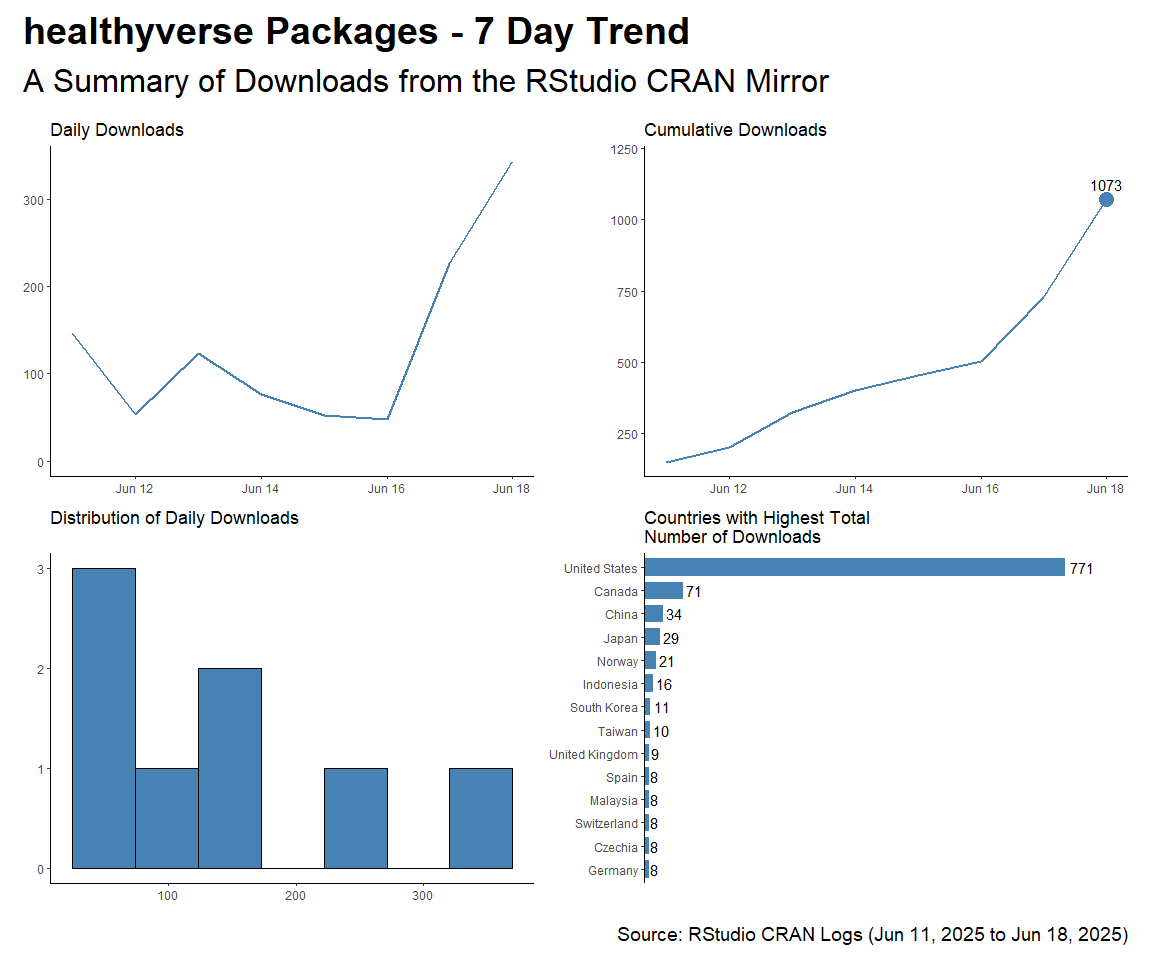 healthyverse Packages - 7 Day Trend
A Summary of Downloads from the RStudio CRAN Mirror
Daily Downloads
300
200
100
0
Jun 12 Jun 14 Jun 16 Jun 18
Cumulative Downloads
1250
1000
750
500
250
1073
Jun 12 Jun 14 Jun 16 Jun 18
Distribution of Daily Downloads
3
2
1
0
100 200 300
Countries with Highest Total
Number of Downloads
United States 771
Canada 71
China 34
Japan 29
Norway 21
Indonesia 16
South Korea 11
Taiwan 10
United Kingdom 9
Spain 8
Malaysia 8
Switzerland 8
Czechia 8
Germany 8
Source: RStudio CRAN Logs (Jun 11, 2025 to Jun 18, 2025)